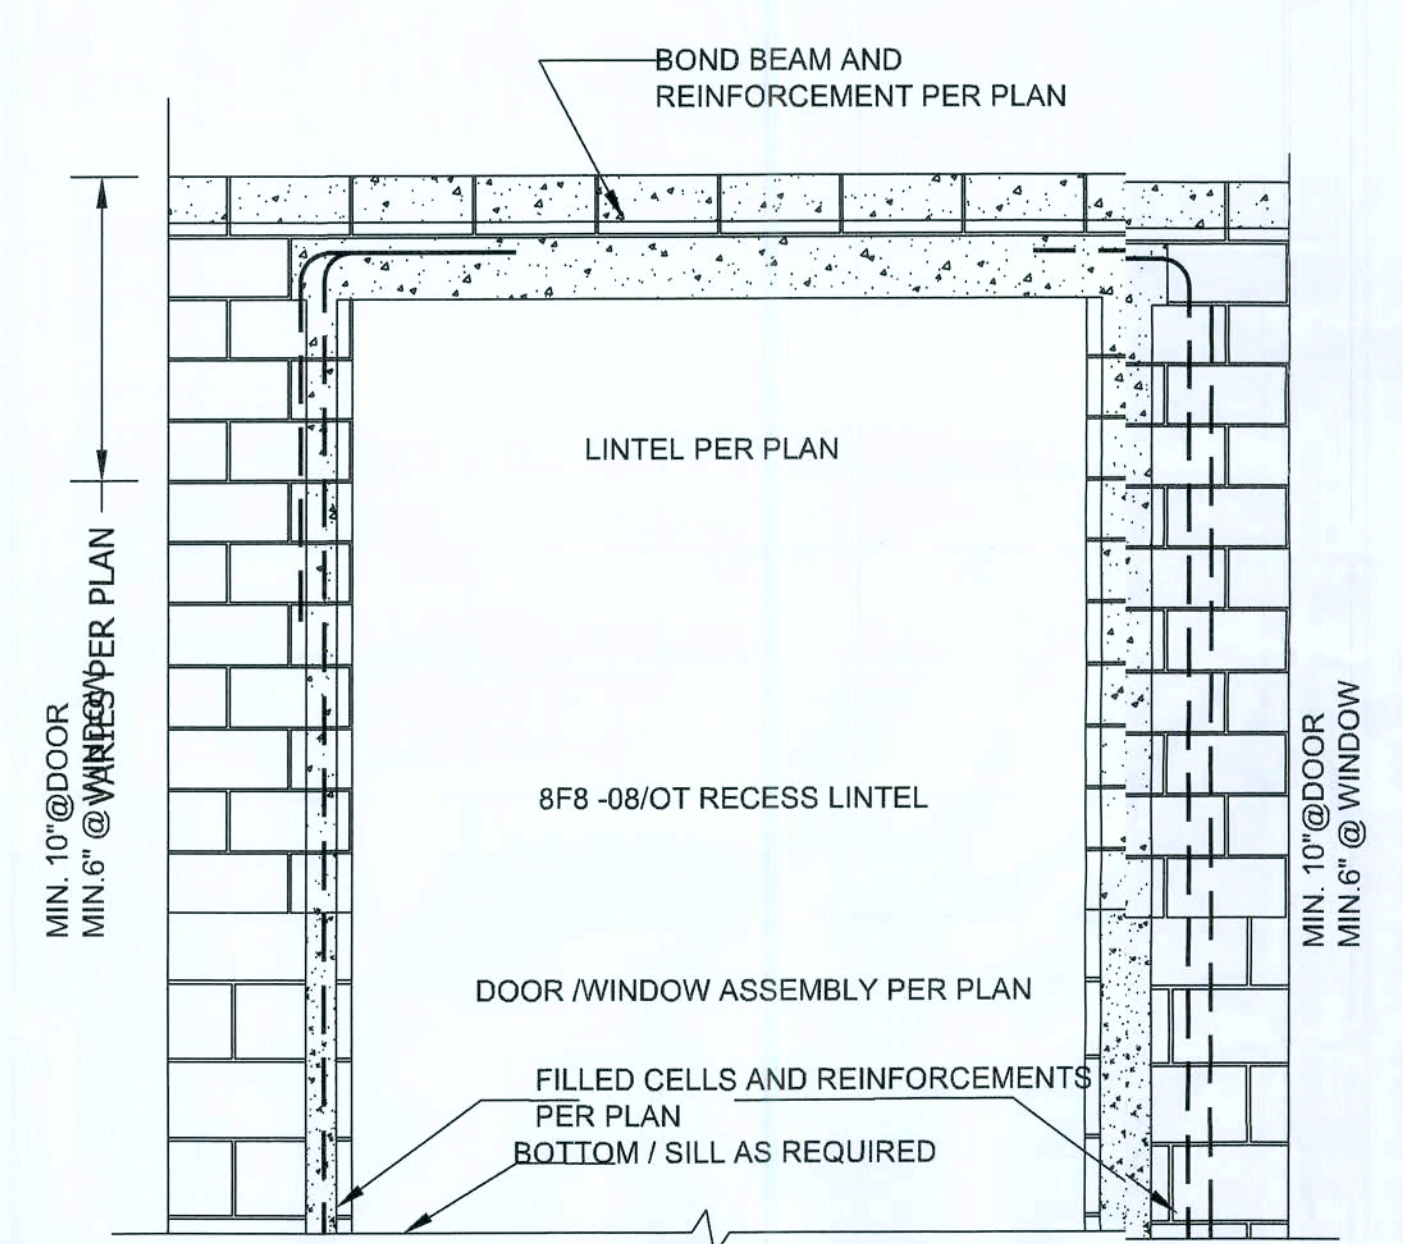 BOND BEAM AND
REINFORCEMENT PER PLAN
LINTEL PER PLAN
8F8 -08/OT RECESS LINTEL
DOOR /WINDOW ASSEMBLY PER PLAN
FILLED CELLS AND REINFORCEMENTS
PER PLAN
BOTTOM / SILL AS REQUIRED
MIN. 10"@DOOR
MIN.6" @ WINDOW
VARIES PER PLAN
MIN. 10"@DOOR
MIN.6" @ WINDOW